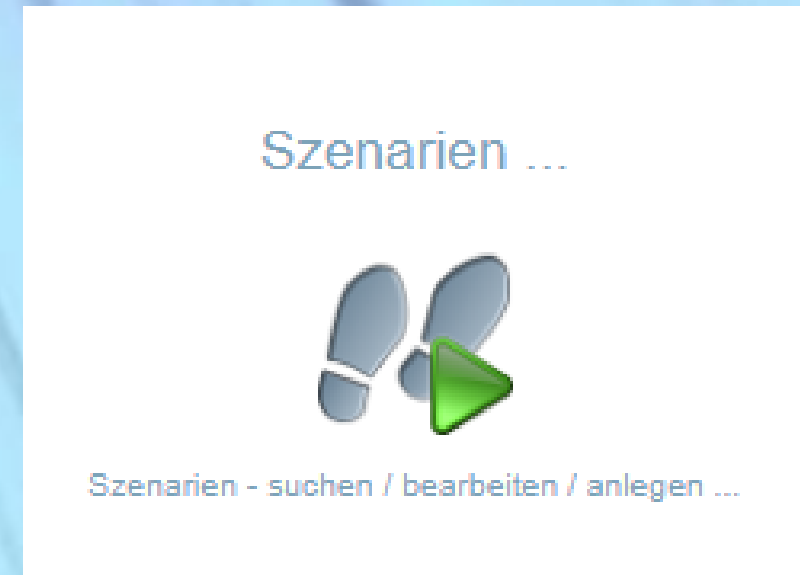 Szenarien ...
Szenarien - suchen / bearbeiten / anlegen ...